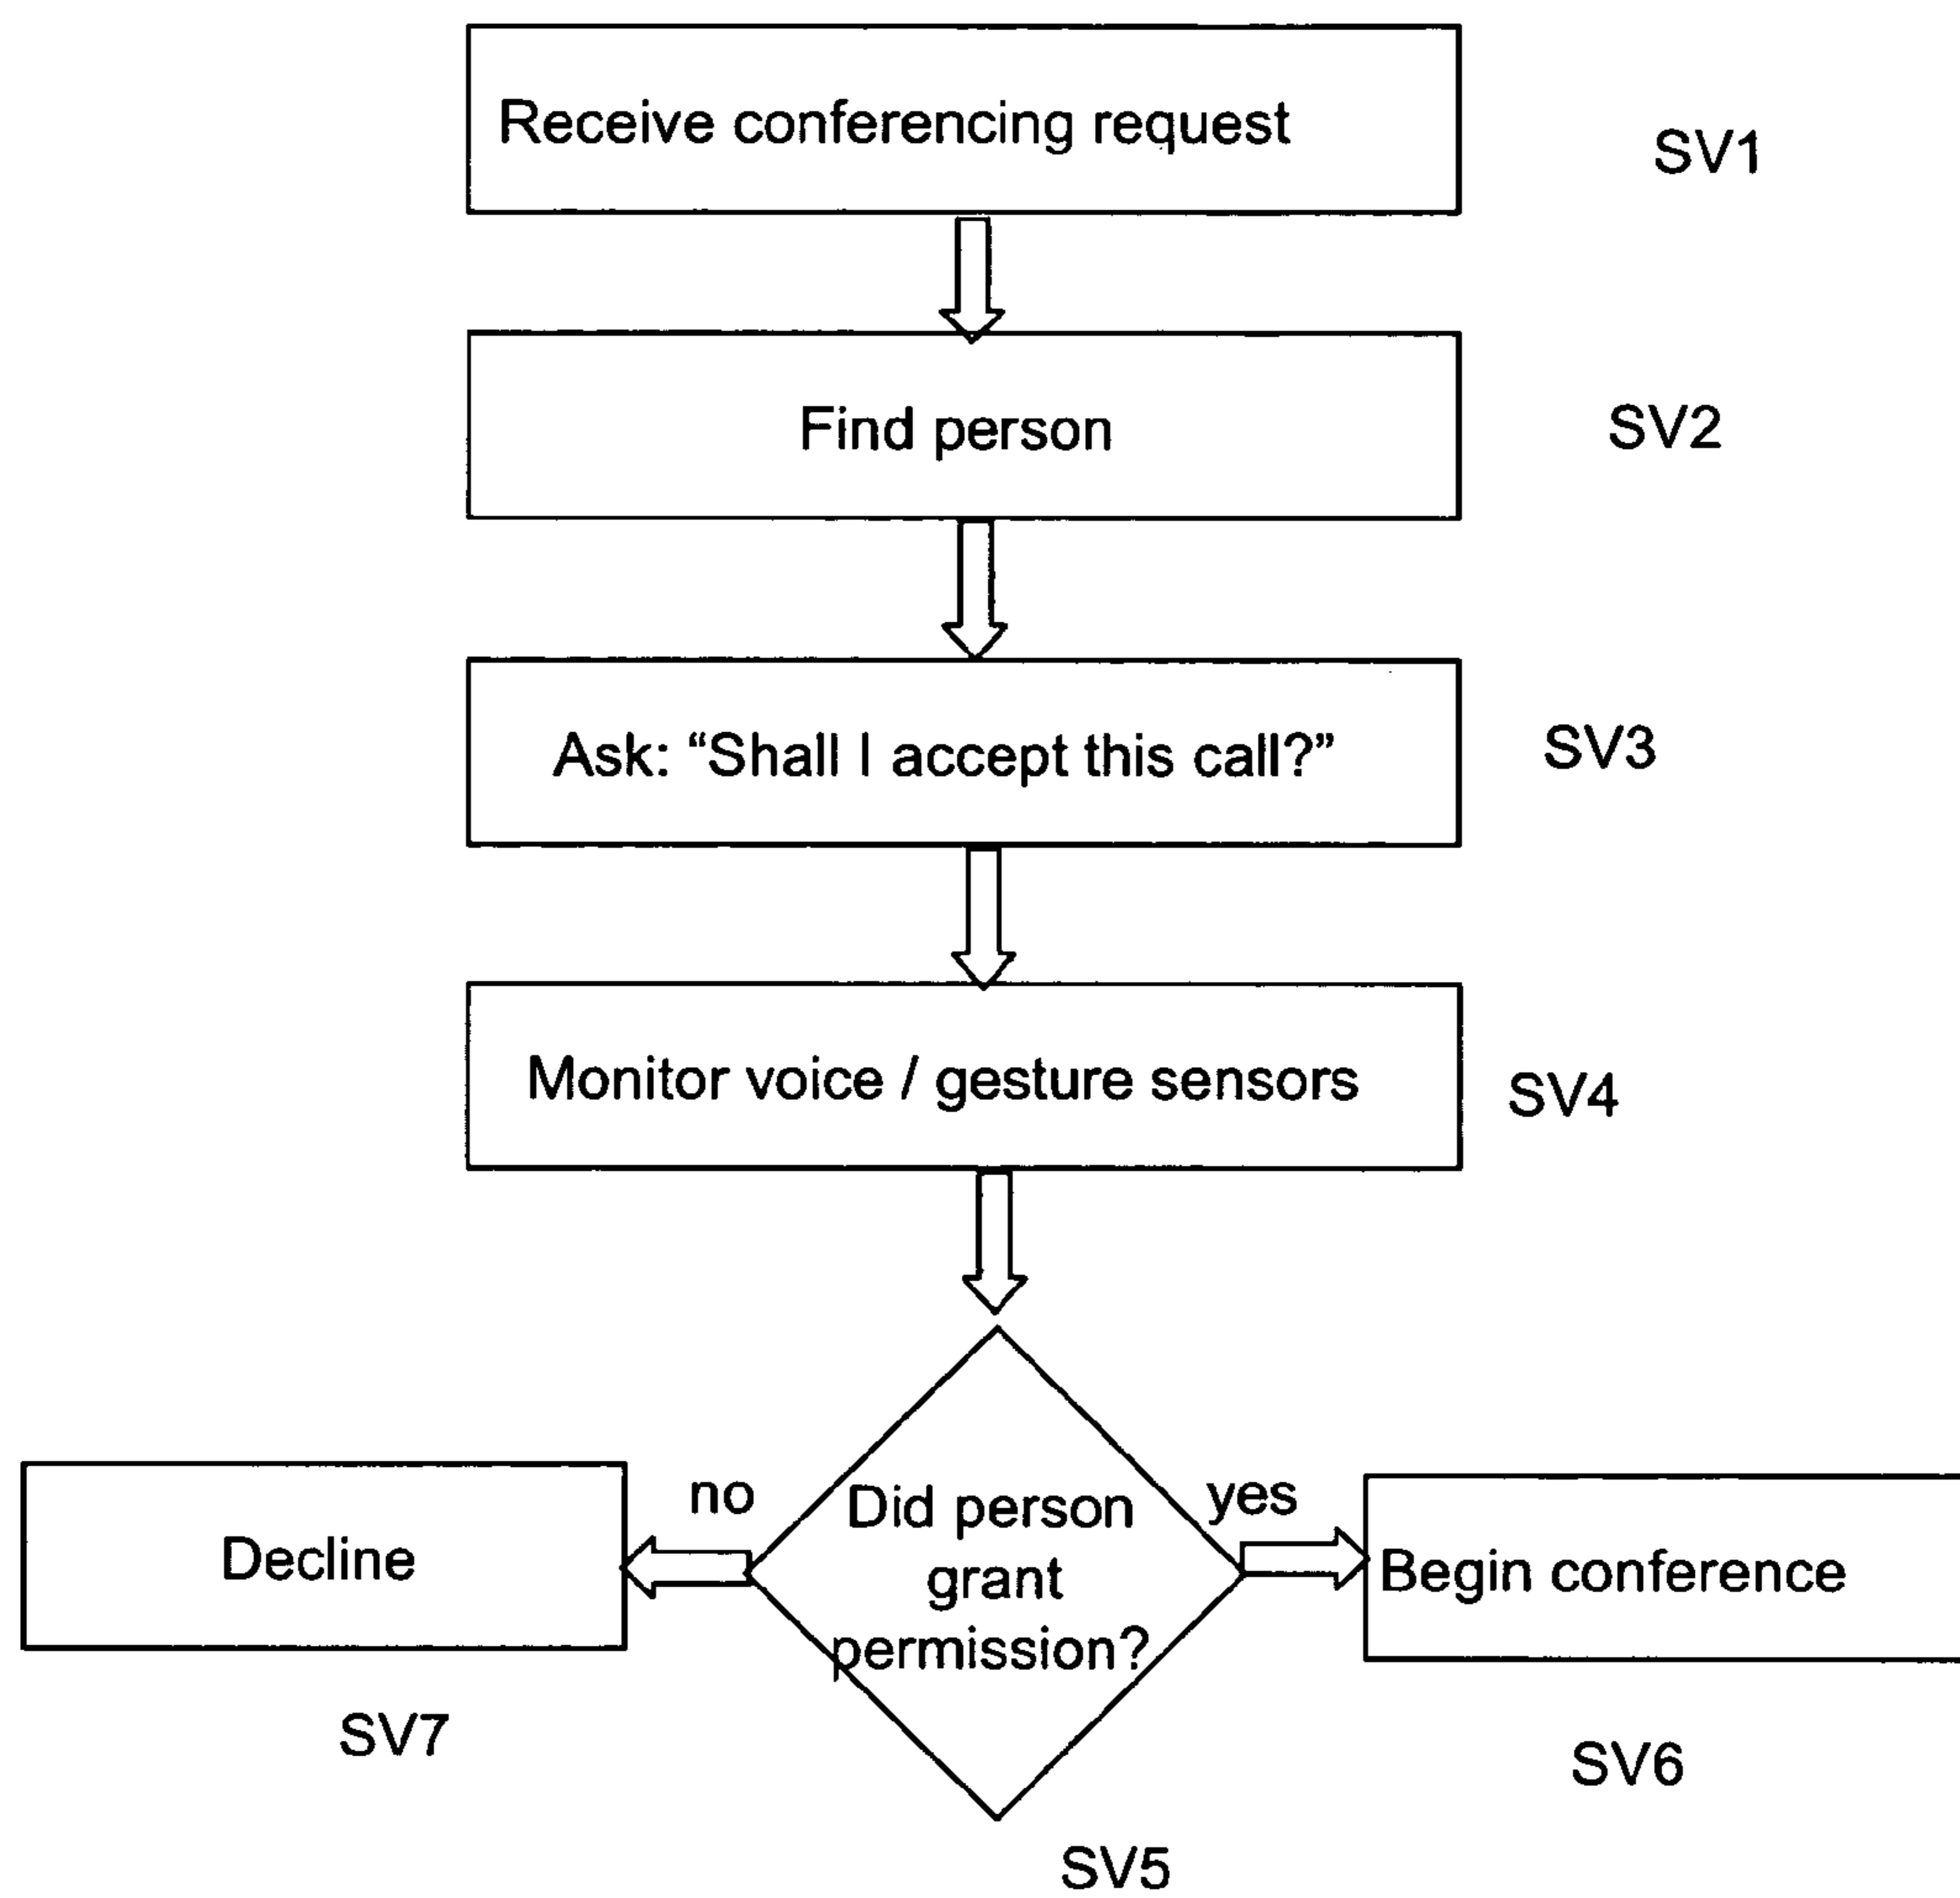 Receive conferencing request
SV1
Find person
SV2
Ask: “Shall I accept this call?”
SV3
Monitor voice / gesture sensors
SV4
no
yes
Did person
grant
permission?
Decline
Begin conference
SV7
SV6
SV5